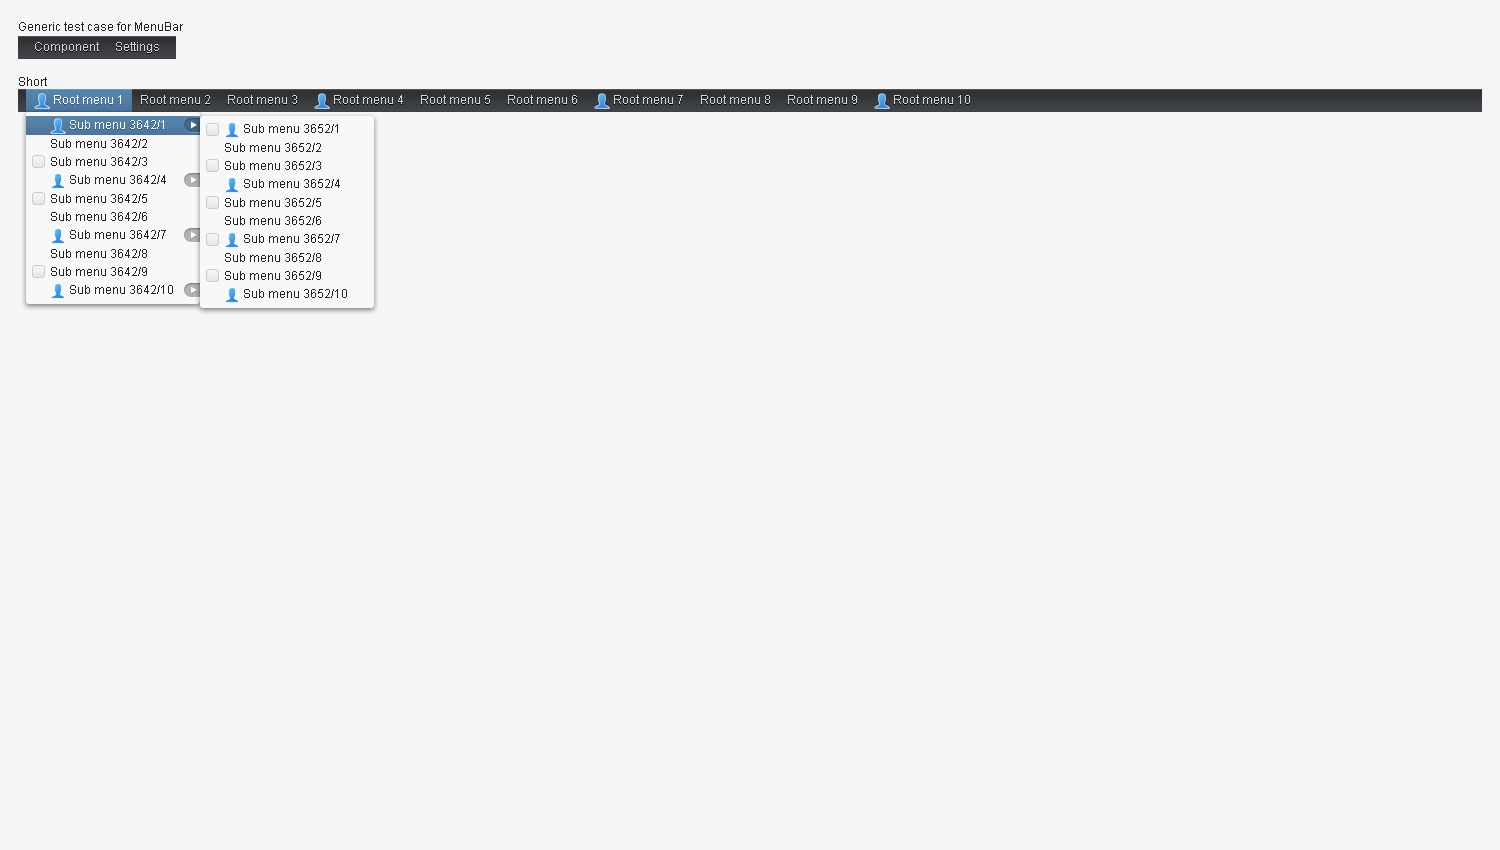 Generic test case for MenuBar
Component Settings
Short
Root menu 1 Root menu 2 Root menu 3 Root menu 4 Root menu 5 Root menu 6 Root menu 7 Root menu 8 Root menu 9 Root menu 10
Sub menu 3642/1
Sub menu 3642/2
Sub menu 3642/3
Sub menu 3642/4
Sub menu 3642/5
Sub menu 3642/6
Sub menu 3642/7
Sub menu 3642/8
Sub menu 3642/9
Sub menu 3642/10
Sub menu 3652/1
Sub menu 3652/2
Sub menu 3652/3
Sub menu 3652/4
Sub menu 3652/5
Sub menu 3652/6
Sub menu 3652/7
Sub menu 3652/8
Sub menu 3652/9
Sub menu 3652/10